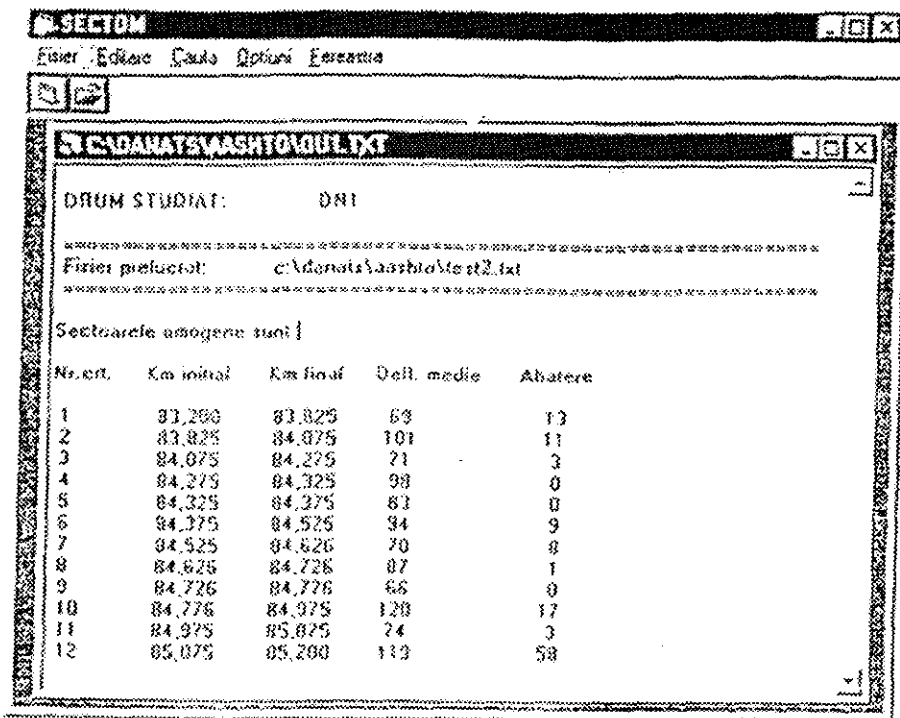 SECTOM
Fisier Editare Cauta Optiuni Fereastra
C:\DANATS\AASHTO\OUT.TXT
DRUM STUDIAT: DN1
Fisier prelucrat: c:\danats\aashto\test2.txt
Sectoarele omogene sunt
Nr.crt. Km initial Km final Defl. medie Abatere
1 83,200 83,825 69 13
2 83,825 84,075 101 11
3 84,075 84,275 71 3
4 84,275 84,325 98 0
5 84,325 84,375 83 0
6 84,375 84,525 94 9
7 84,525 84,626 70 8
8 84,626 84,726 87 1
9 84,726 84,776 66 0
10 84,776 84,975 120 17
11 84,975 85,075 74 3
12 85,075 85,200 113 58